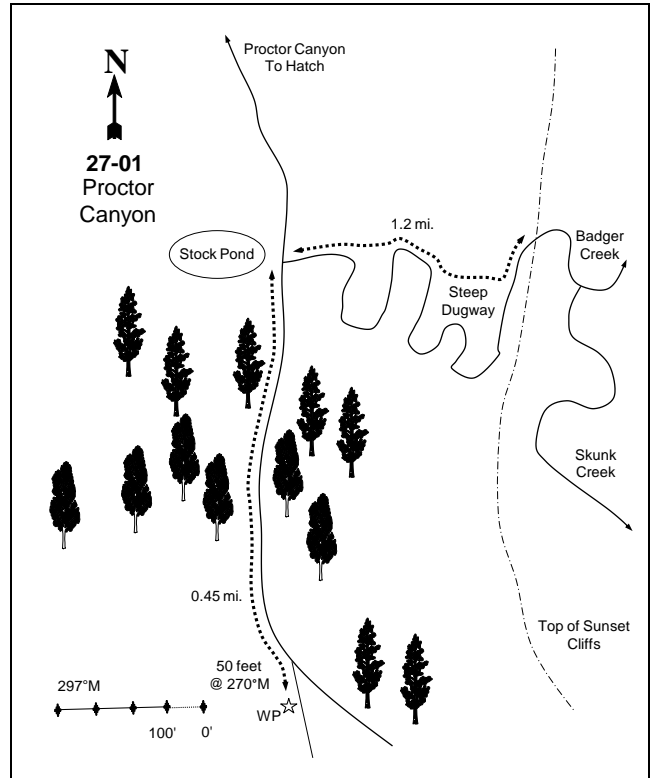 Proctor Canyon
To Hatch
N
27-01
Proctor
Canyon
1.2 mi.
Stock Pond
Badger
Creek
Steep
Dugway
Skunk
Creek
0.45 mi.
Top of Sunset
Cliffs
50 feet
@ 270°M
297°M
WP
100' 0'